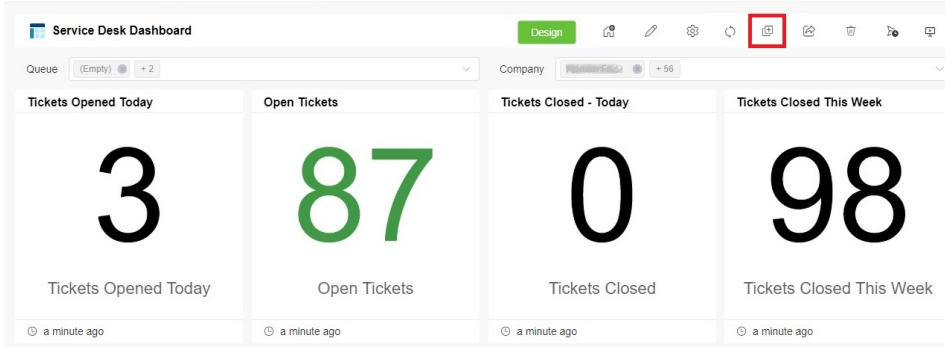 Service Desk Dashboard Design
Queue (Empty) + 2 Company + 56
Tickets Opened Today Open Tickets Tickets Closed - Today Tickets Closed This Week
3 87 0 98
Tickets Opened Today Open Tickets Tickets Closed Tickets Closed This Week
a minute ago a minute ago a minute ago a minute ago